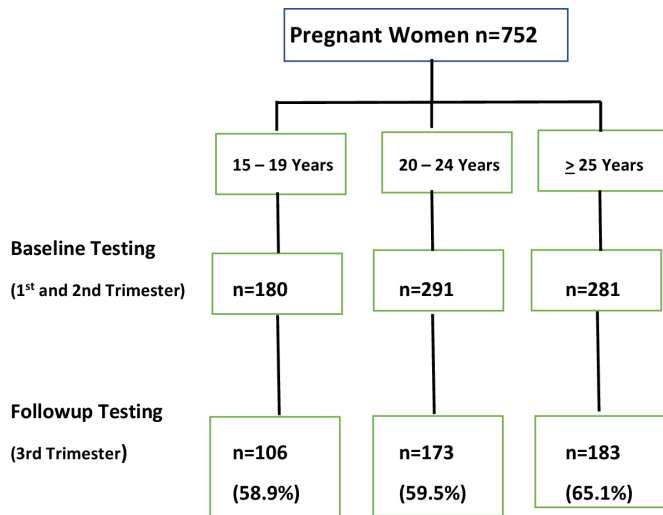 Pregnant Women n=752
15 – 19 Years
20 – 24 Years
≥ 25 Years
Baseline Testing
(1st and 2nd Trimester)
n=180
n=291
n=281
Followup Testing
(3rd Trimester)
n=106
(58.9%)
n=173
(59.5%)
n=183
(65.1%)